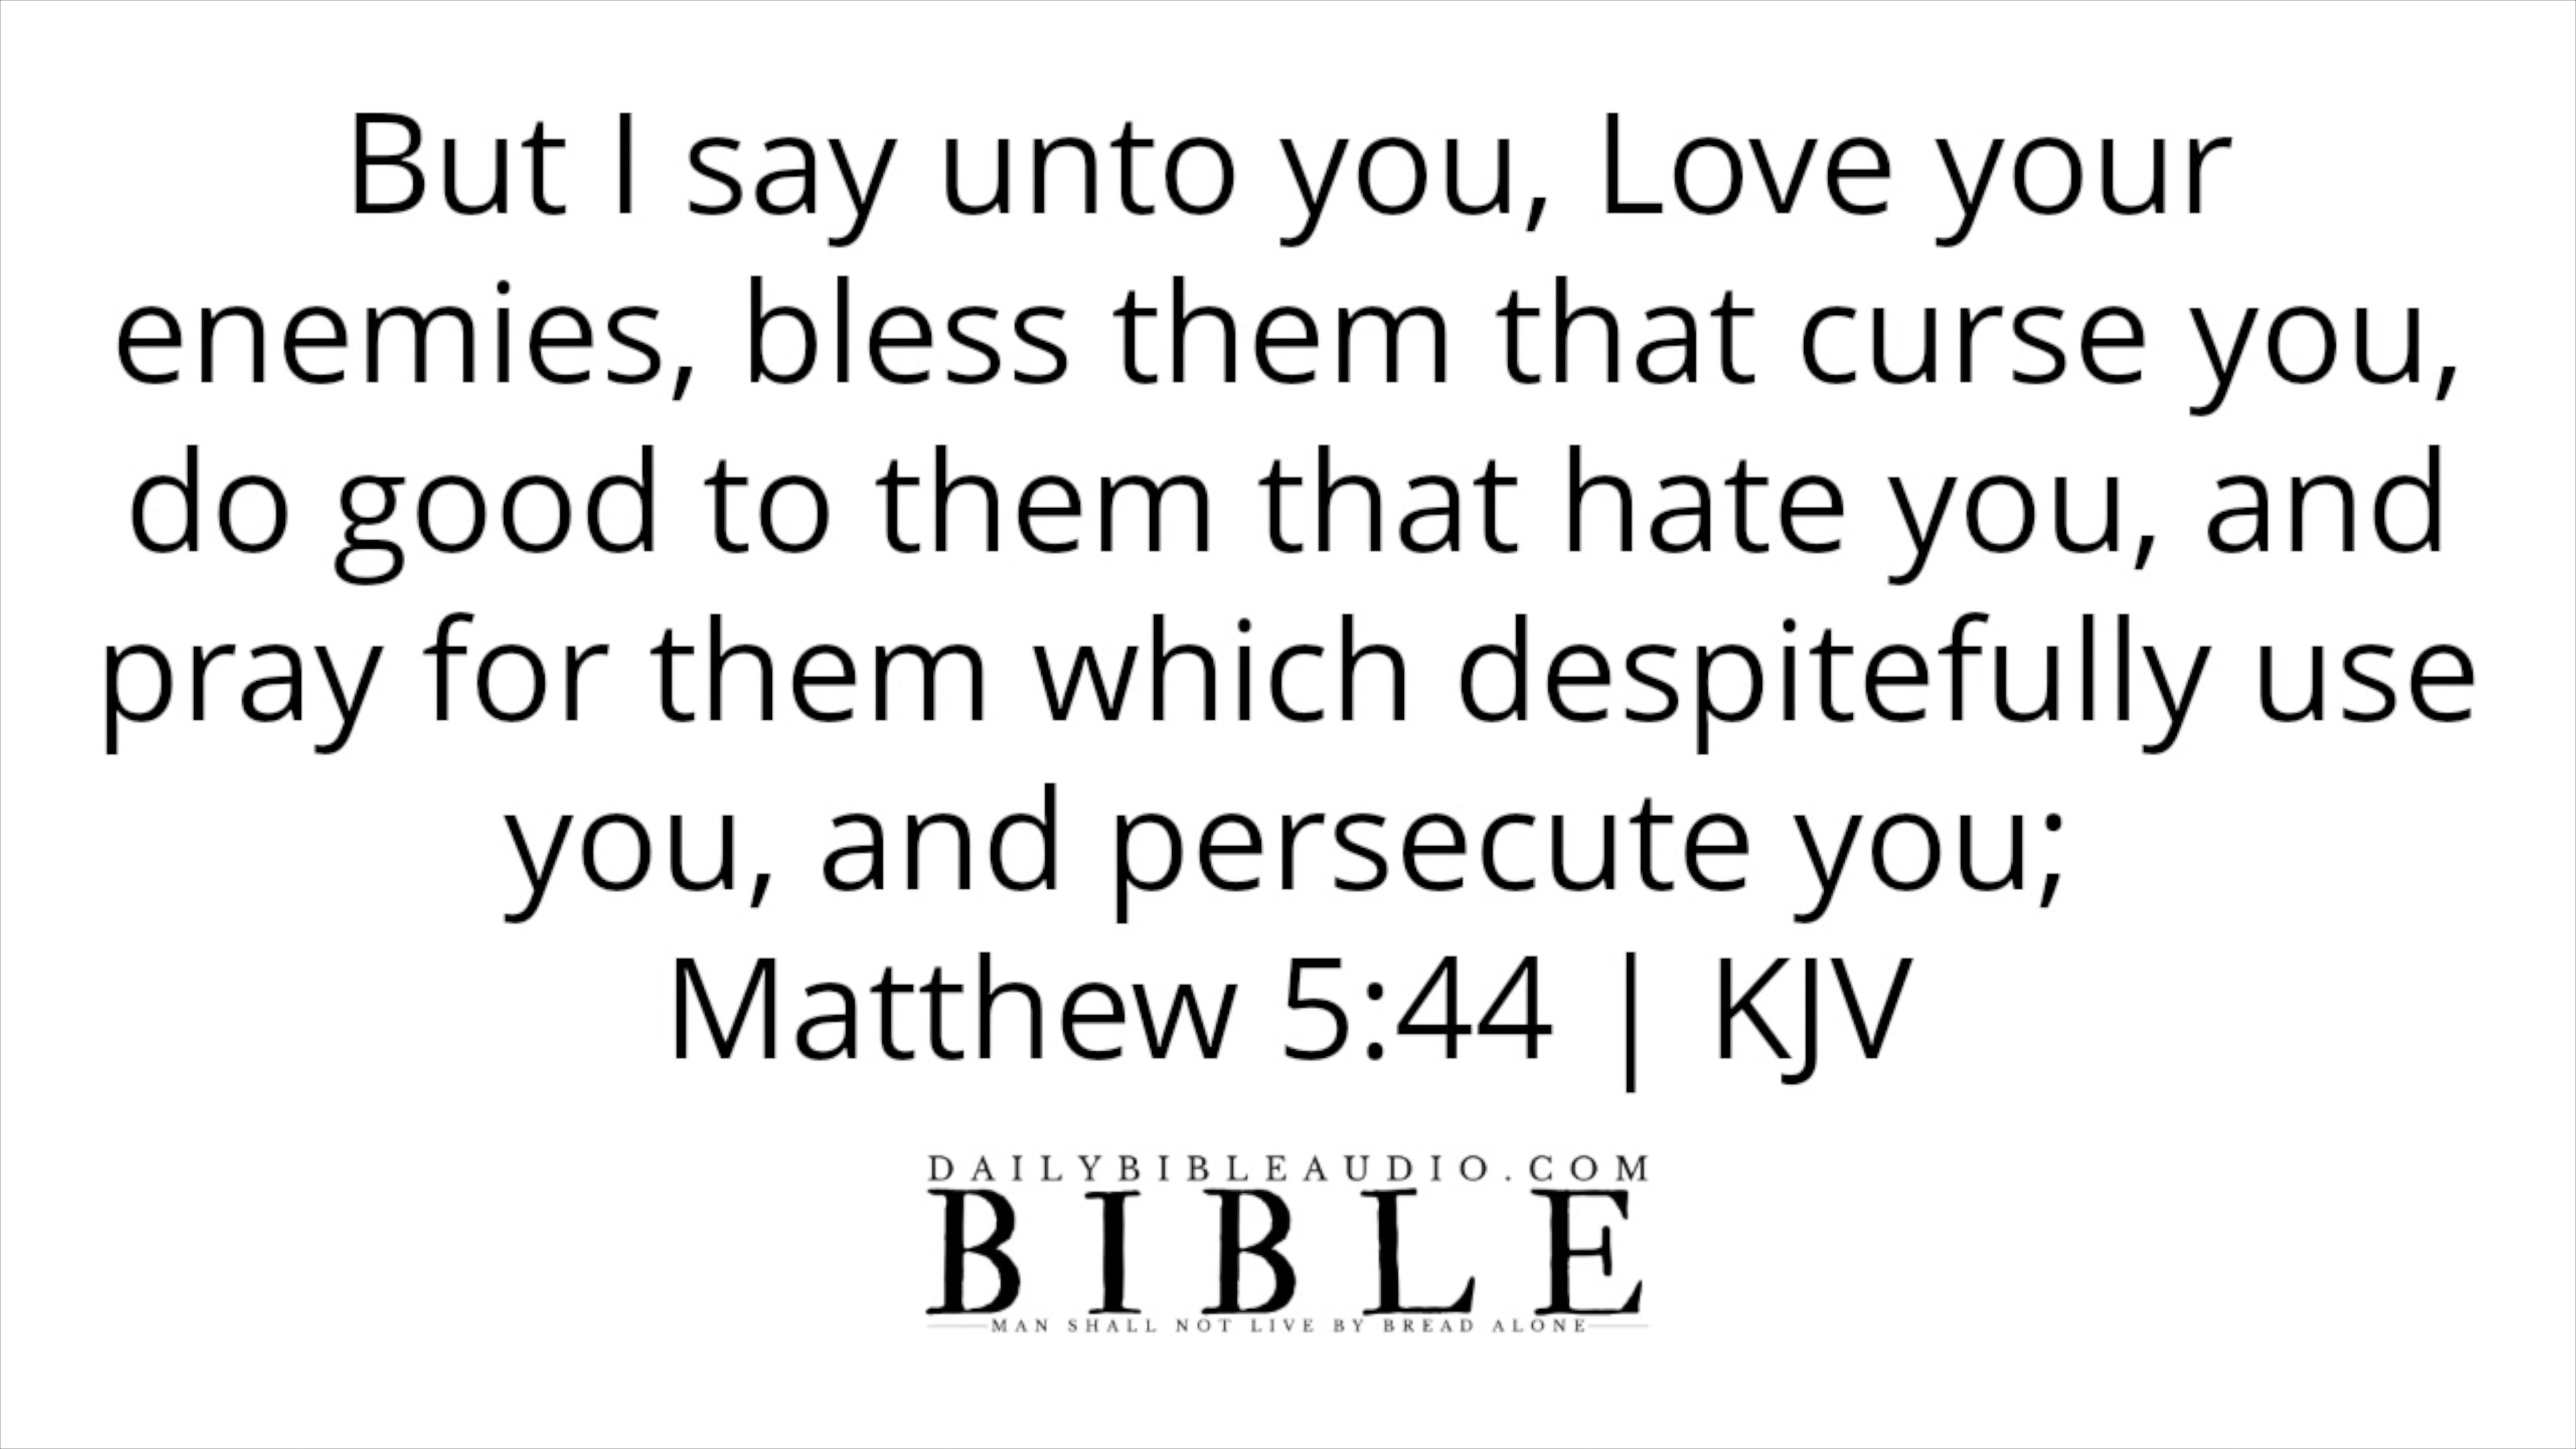 But I say unto you, Love your
enemies, bless them that curse you,
do good to them that hate you, and
pray for them which despitefully use
you, and persecute you;
Matthew 5:44 | KJV
DAILYBIBLEAUDIO.COM
BIBLE
MAN SHALL NOT LIVE BY BREAD ALONE